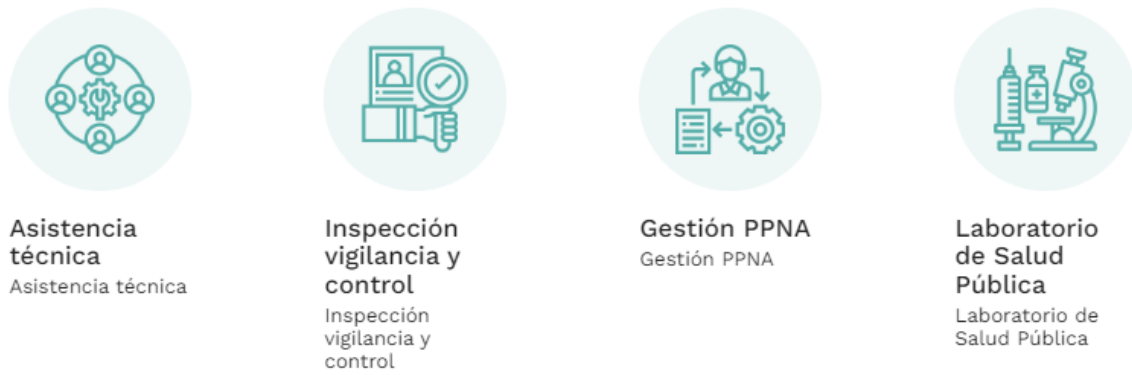 Asistencia
técnica
Asistencia técnica
Inspección
vigilancia y
control
Inspección
vigilancia y
control
Gestión PPNA
Gestión PPNA
Laboratorio
de Salud
Pública
Laboratorio de
Salud Pública